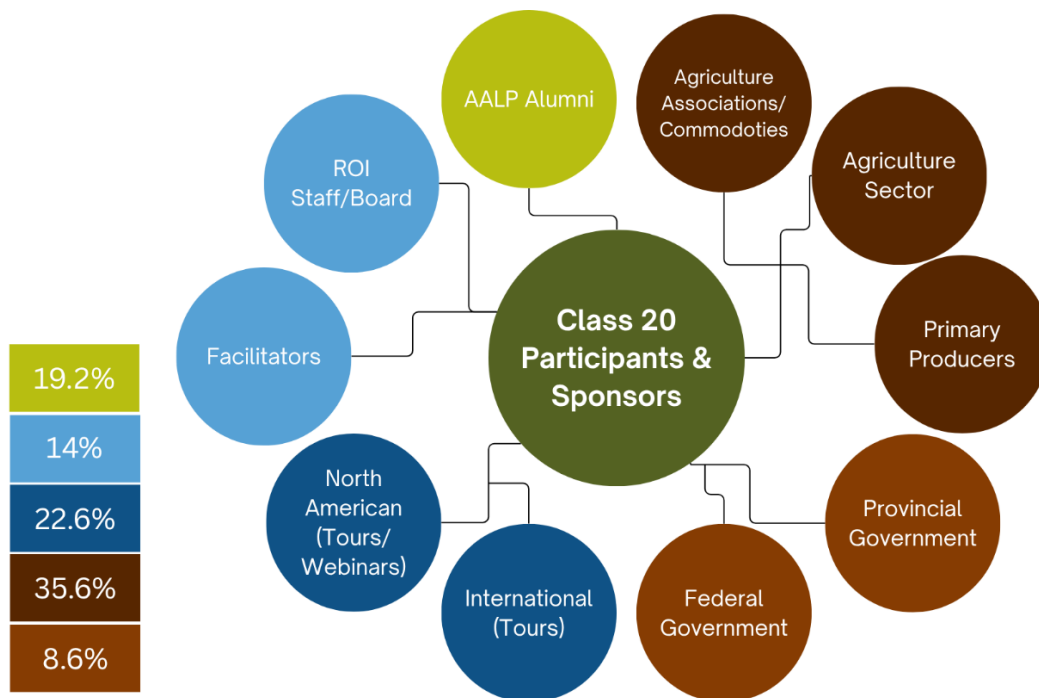 AALP Alumni
Agriculture
Associations/
Commodoties
ROI
Staff/Board
Agriculture
Sector
Facilitators
Class 20
Participants &
Sponsors
Primary
Producers
North
American
(Tours/
Webinars)
International
(Tours)
Federal
Government
Provincial
Government
19.2%
14%
22.6%
35.6%
8.6%